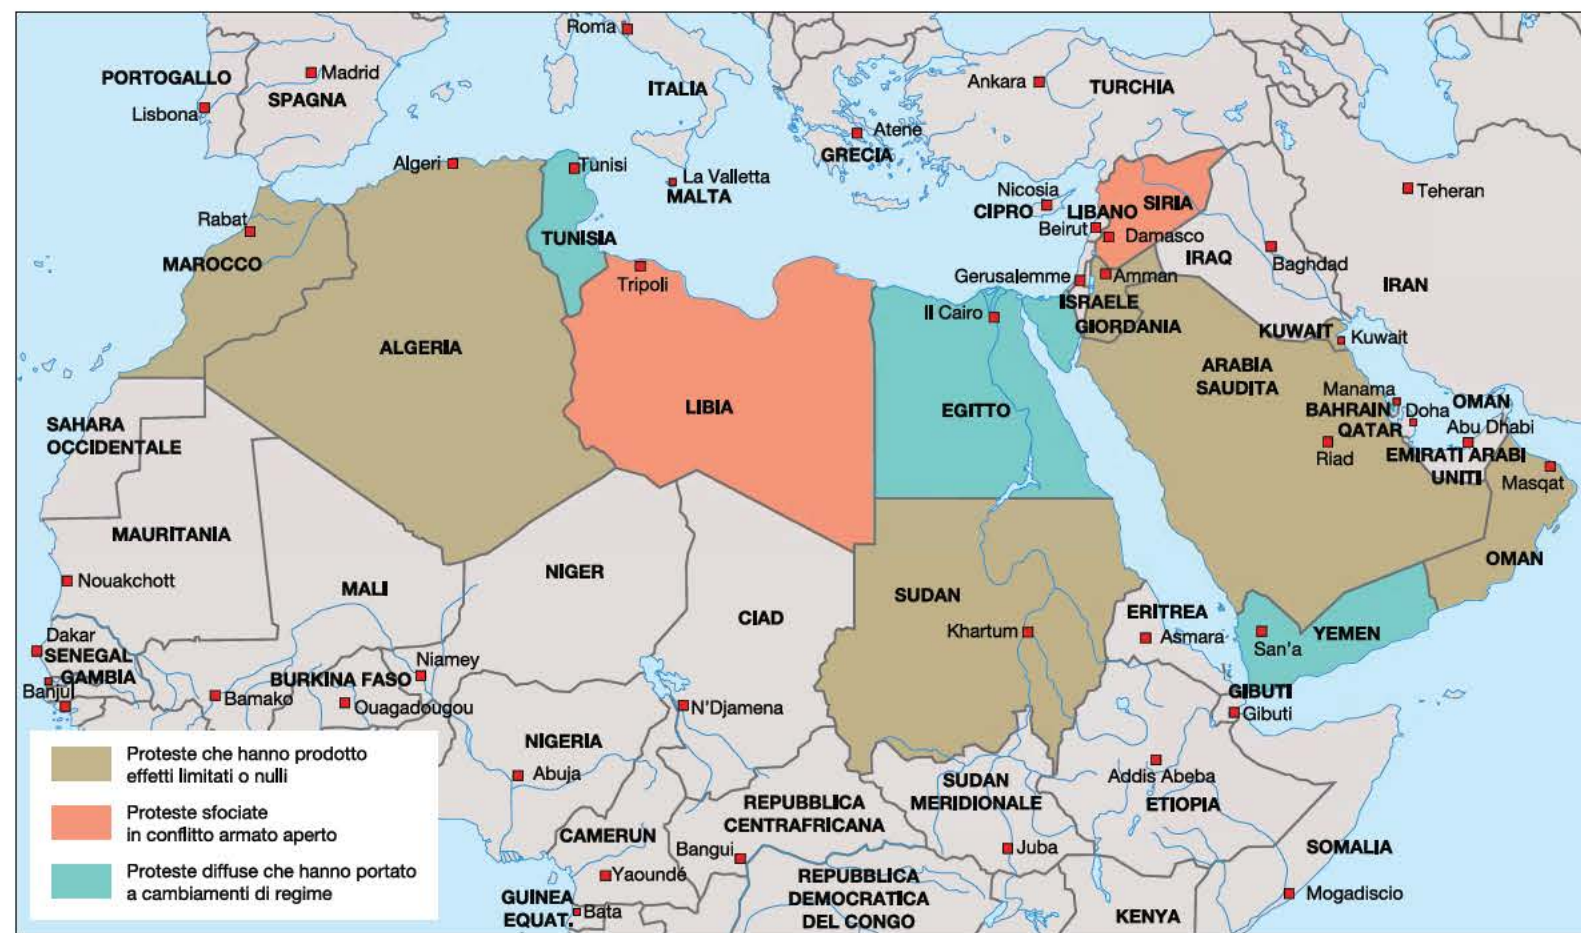 Roma
PORTOGALLO
Madrid
SPAGNA
Lisbona
ITALIA
Ankara
TURCHIA
Atene
GRECIA
Algeri
Tunisi
La Valletta
MALTA
Nicosia
CIPRO
LIBANO
SIRIA
Beirut
Damasco
Teheran
Rabat
MAROCCO
TUNISIA
Tripoli
Gerusalemme
Amman
IRAQ
Baghdad
IRAN
ISRAELE
GIORDANIA
Il Cairo
KUWAIT
Kuwait
ALGERIA
LIBIA
EGITTO
ARABIA
SAUDITA
Manama
BAHRAIN
Doha
QATAR
OMAN
Abu Dhabi
EMIRATI ARABI
UNITI
Riad
Masqat
OMAN
SAHARA
OCCIDENTALE
MAURITANIA
Nouakchott
MALI
NIGER
CIAD
SUDAN
Khartum
ERITREA
Asmara
San'a
YEMEN
Dakar
SENEGAL
GAMBIA
Banjul
Bamako
BURKINA FASO
Ouagadougou
Niamey
N'Djamena
GIBUTI
Gibuti
NIGERIA
Abuja
Addis Abeba
ETIOPIA
SUDAN
MERIDIONALE
REPUBBLICA
CENTRAFRICANA
CAMERUN
Bangui
Yaoundé
Juba
SOMALIA
Mogadiscio
GUINEA
EQUAT.
Bata
REPUBBLICA
DEMOCRATICA
DEL CONGO
KENYA
Proteste che hanno prodotto
effetti limitati o nulli
Proteste sfociate
in conflitto armato aperto
Proteste diffuse che hanno portato
a cambiamenti di regime